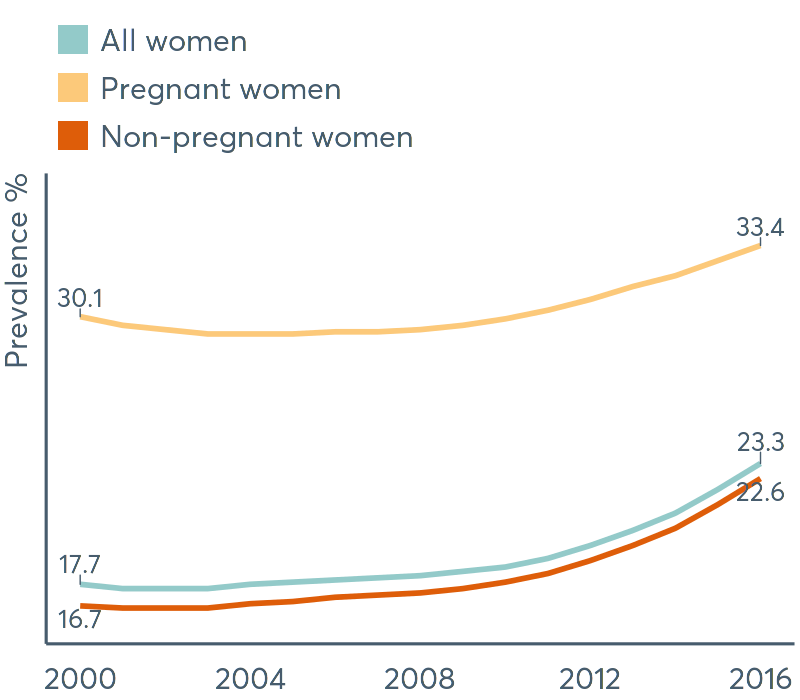 All women
Pregnant women
Non-pregnant women
Prevalence %
33.4
30.1
23.3
22.6
17.7
16.7
2000 2004 2008 2012 2016